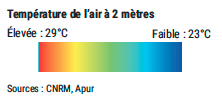 Température de l'air à 2 mètres
Élevée : 29°C Faible : 23°C
Sources : CNRM, Apur